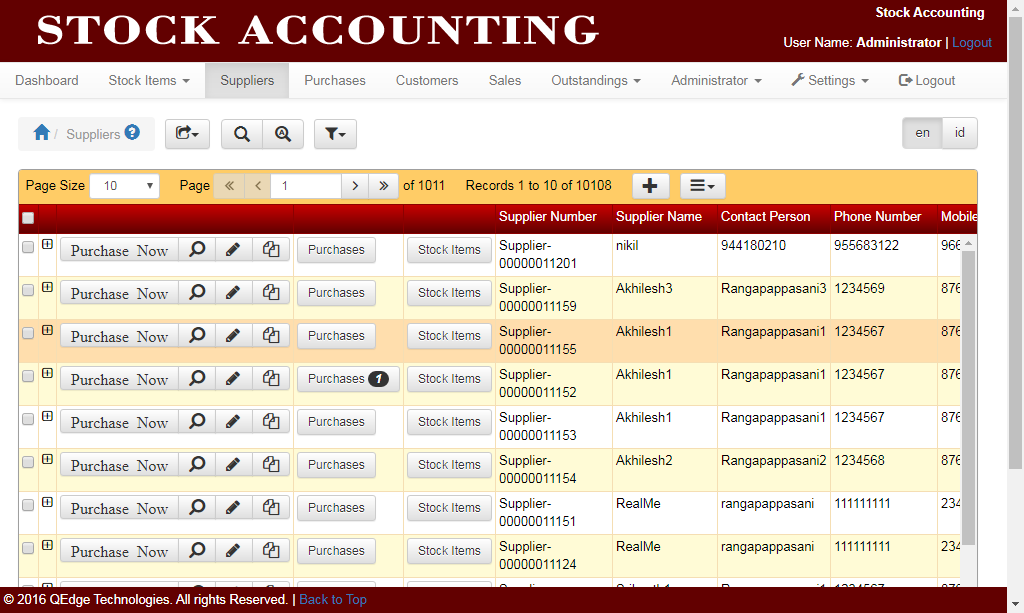 STOCK ACCOUNTING
Stock Accounting
User Name: Administrator | Logout
Dashboard Stock Items Suppliers Purchases Customers Sales Outstandings Administrator Settings Logout
/ Suppliers
en id
Page Size 10 Page « < 1 > » of 1011 Records 1 to 10 of 10108
Supplier Number Supplier Name Contact Person Phone Number Mobile
Purchase Now Purchases Stock Items Supplier-00000011201 nikil 944180210 955683122 966
Purchase Now Purchases Stock Items Supplier-00000011159 Akhilesh3 Rangapappasani3 1234569 876
Purchase Now Purchases Stock Items Supplier-00000011155 Akhilesh1 Rangapappasani1 1234567 876
Purchase Now Purchases 1 Stock Items Supplier-00000011152 Akhilesh1 Rangapappasani1 1234567 876
Purchase Now Purchases Stock Items Supplier-00000011153 Akhilesh1 Rangapappasani1 1234567 876
Purchase Now Purchases Stock Items Supplier-00000011154 Akhilesh2 Rangapappasani2 1234568 876
Purchase Now Purchases Stock Items Supplier-00000011151 RealMe rangapappasani 111111111 234
Purchase Now Purchases Stock Items Supplier-00000011124 RealMe rangapappasani 111111111 234
© 2016 QEdge Technologies. All rights Reserved. | Back to Top